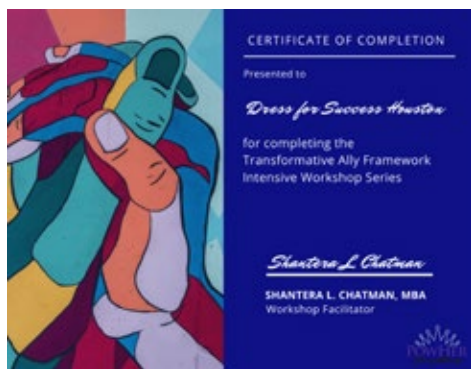 CERTIFICATE OF COMPLETION
Presented to
Dress for Success Houston
for completing the
Transformative Ally Framework
Intensive Workshop Series
Shantera L Chatman
SHANTERA L. CHATMAN, MBA
Workshop Facilitator
POWHER